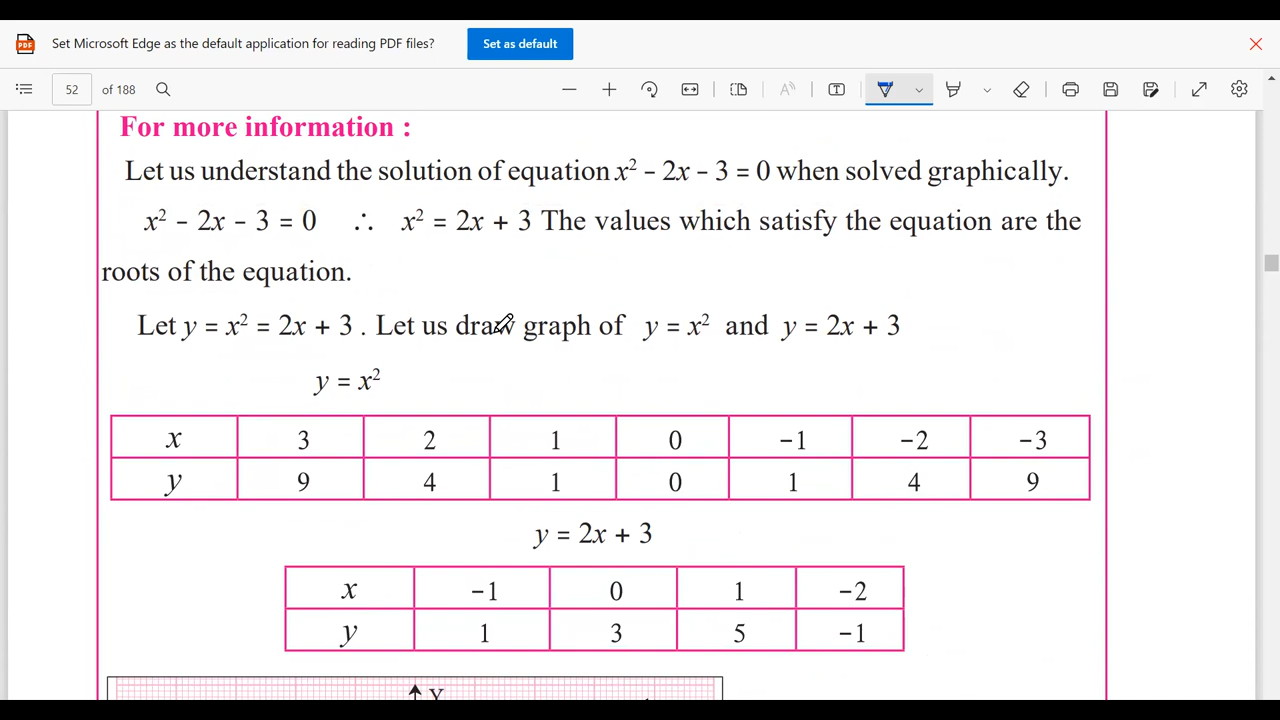 Set Microsoft Edge as the default application for reading PDF files?
Set as default
52 of 188
For more information :
Let us understand the solution of equation x² − 2x − 3 = 0 when solved graphically.
x² − 2x − 3 = 0 ∴ x² = 2x + 3 The values which satisfy the equation are the
roots of the equation.
Let y = x² = 2x + 3 . Let us draw graph of y = x² and y = 2x + 3
y = x²
x 3 2 1 0 −1 −2 −3
y 9 4 1 0 1 4 9
y = 2x + 3
x −1 0 1 −2
y 1 3 5 −1
Y